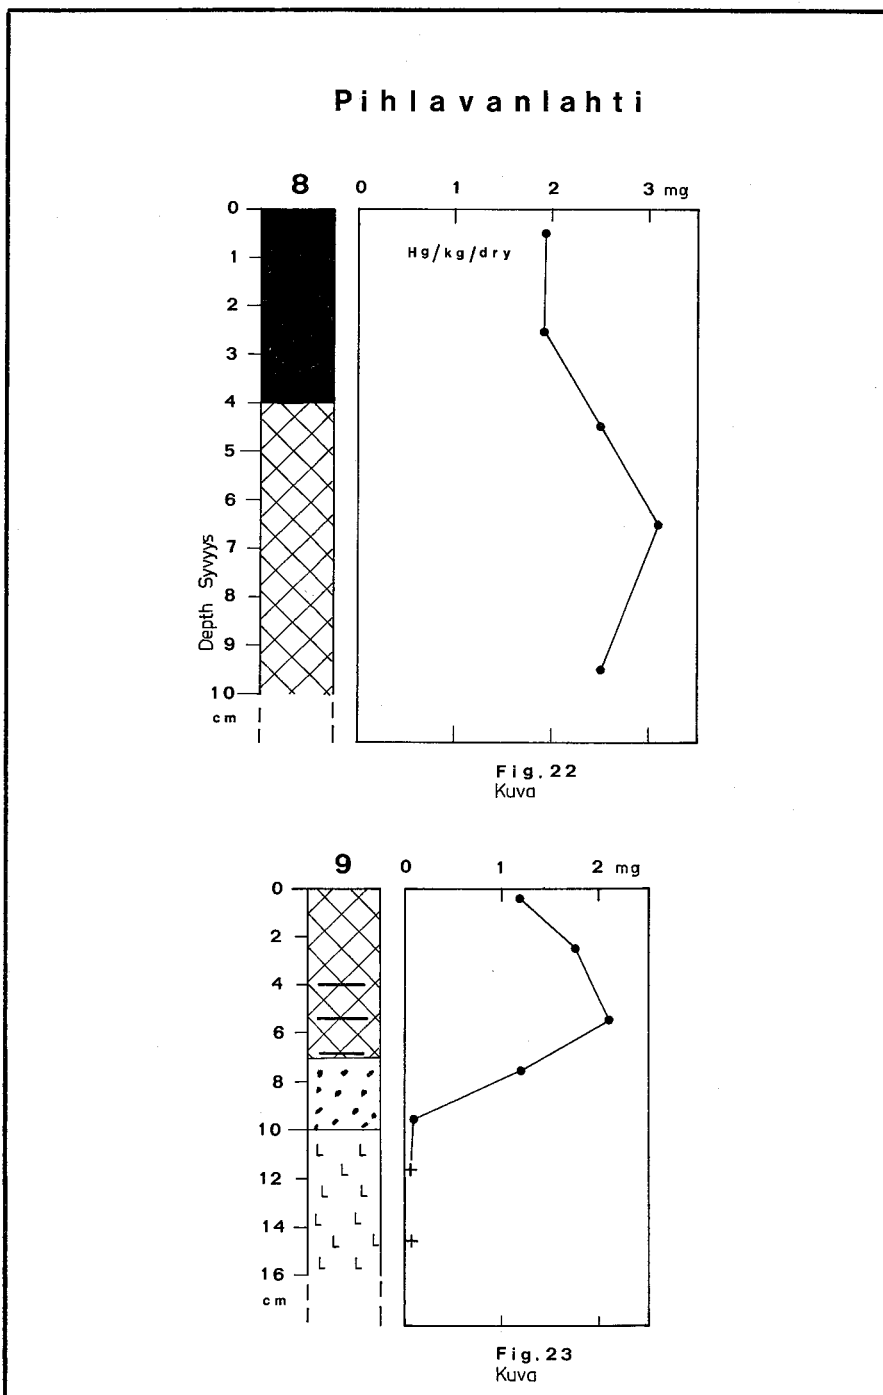 Pihlavanlahti
8
0 1 2 3 mg
Hg/kg/dry
0
1
2
3
4
5
6
7
8
9
10
cm
Depth Syvyys
Fig. 22
Kuva
9
0 1 2 mg
0
2
4
6
8
10
12
14
16
cm
L L
L
L L
L L
L L
L L
Fig. 23
Kuva